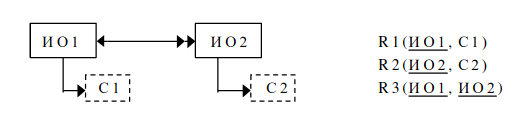 ИО1 ИО2
С1 С2
R1(ИО1, С1)
R2(ИО2, С2)
R3(ИО1, ИО2)